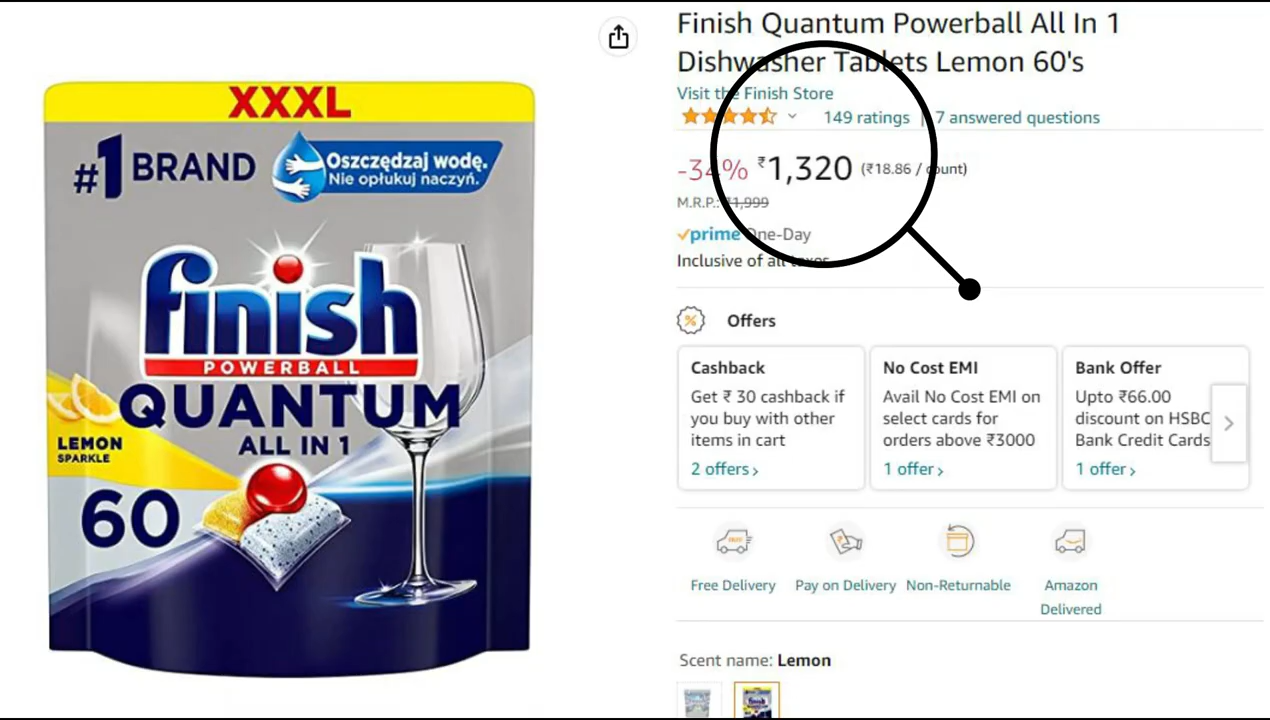 XXXL
#1 BRAND
Oszczędzaj wodę.
Nie opłukuj naczyń.
finish
POWERBALL
QUANTUM
ALL IN 1
LEMON
SPARKLE
60
Finish Quantum Powerball All In 1
Dishwasher Tablets Lemon 60's
Visit the Finish Store
149 ratings | 7 answered questions
-34% ₹1,320 (₹18.86 / count)
M.R.P.: ₹1,999
prime One-Day
Inclusive of all taxes
% Offers
Cashback
Get ₹ 30 cashback if
you buy with other
items in cart
2 offers>
No Cost EMI
Avail No Cost EMI on
select cards for
orders above ₹3000
1 offer>
Bank Offer
Upto ₹66.00
discount on HSBC
Bank Credit Cards
1 offer>
Free Delivery
Pay on Delivery
Non-Returnable
Amazon
Delivered
Scent name: Lemon